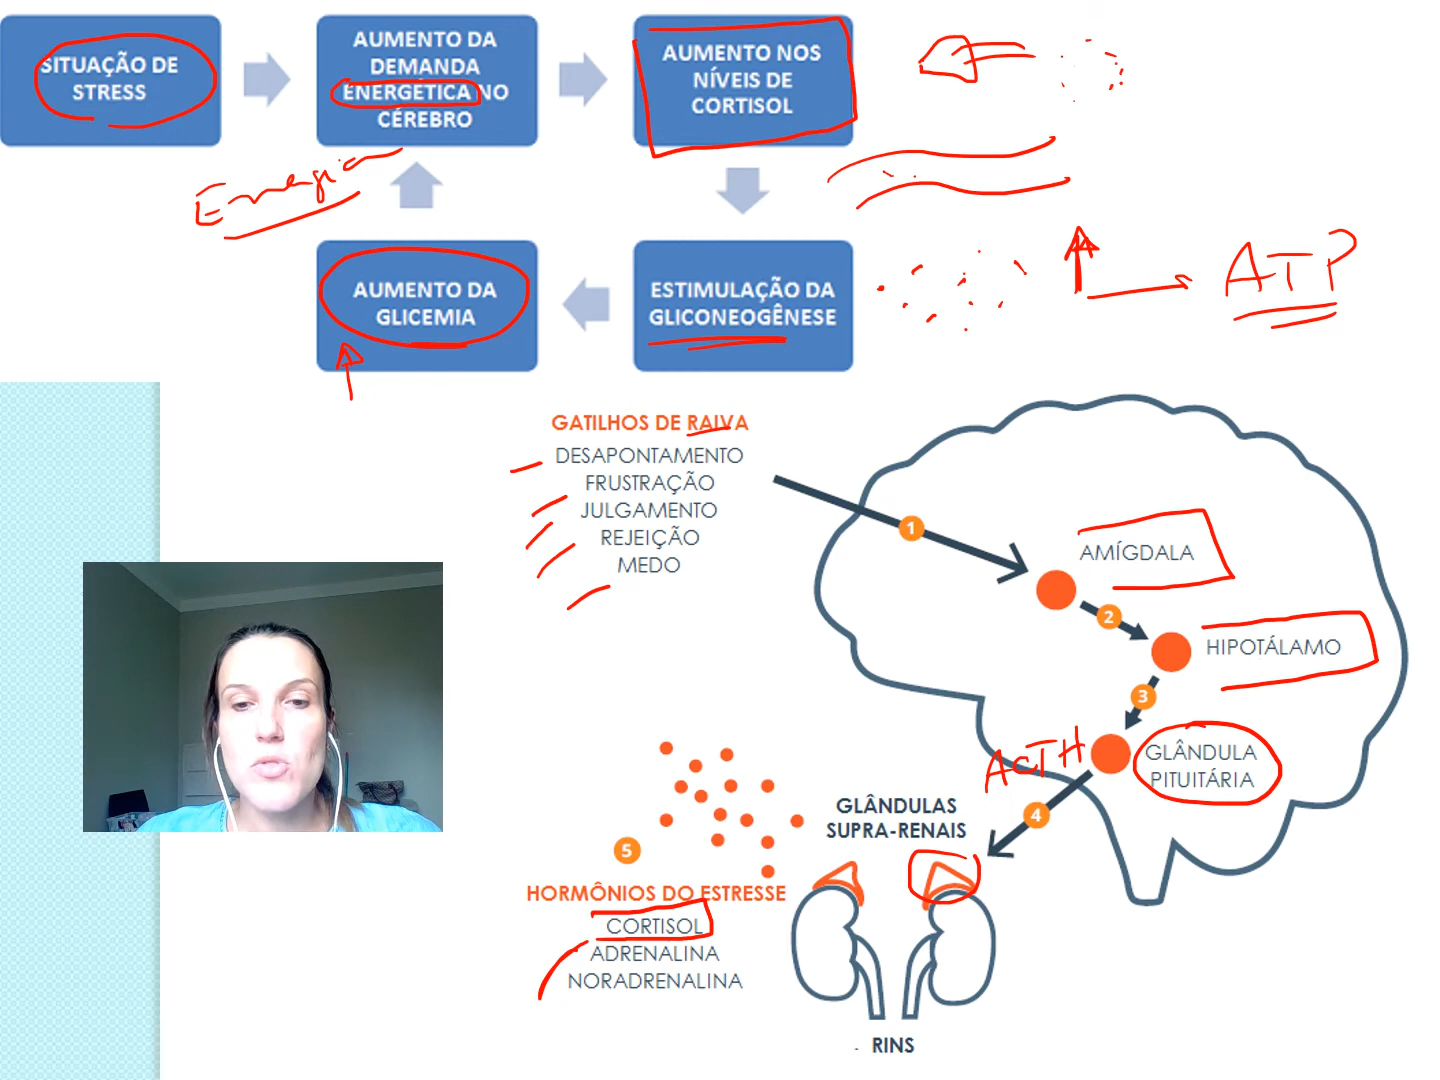 SITUAÇÃO DE
STRESS
AUMENTO DA
DEMANDA
ENERGÉTICA NO
CÉREBRO
AUMENTO NOS
NÍVEIS DE
CORTISOL
Energia
AUMENTO DA
GLICEMIA
ESTIMULAÇÃO DA
GLICONEOGÊNESE
ATP
GATILHOS DE RAIVA
DESAPONTAMENTO
FRUSTRAÇÃO
JULGAMENTO
REJEIÇÃO
MEDO
1
AMÍGDALA
2
HIPOTÁLAMO
3
ACTH
GLÂNDULA
PITUITÁRIA
4
GLÂNDULAS
SUPRA-RENAIS
5
HORMÔNIOS DO ESTRESSE
CORTISOL
ADRENALINA
NORADRENALINA
RINS